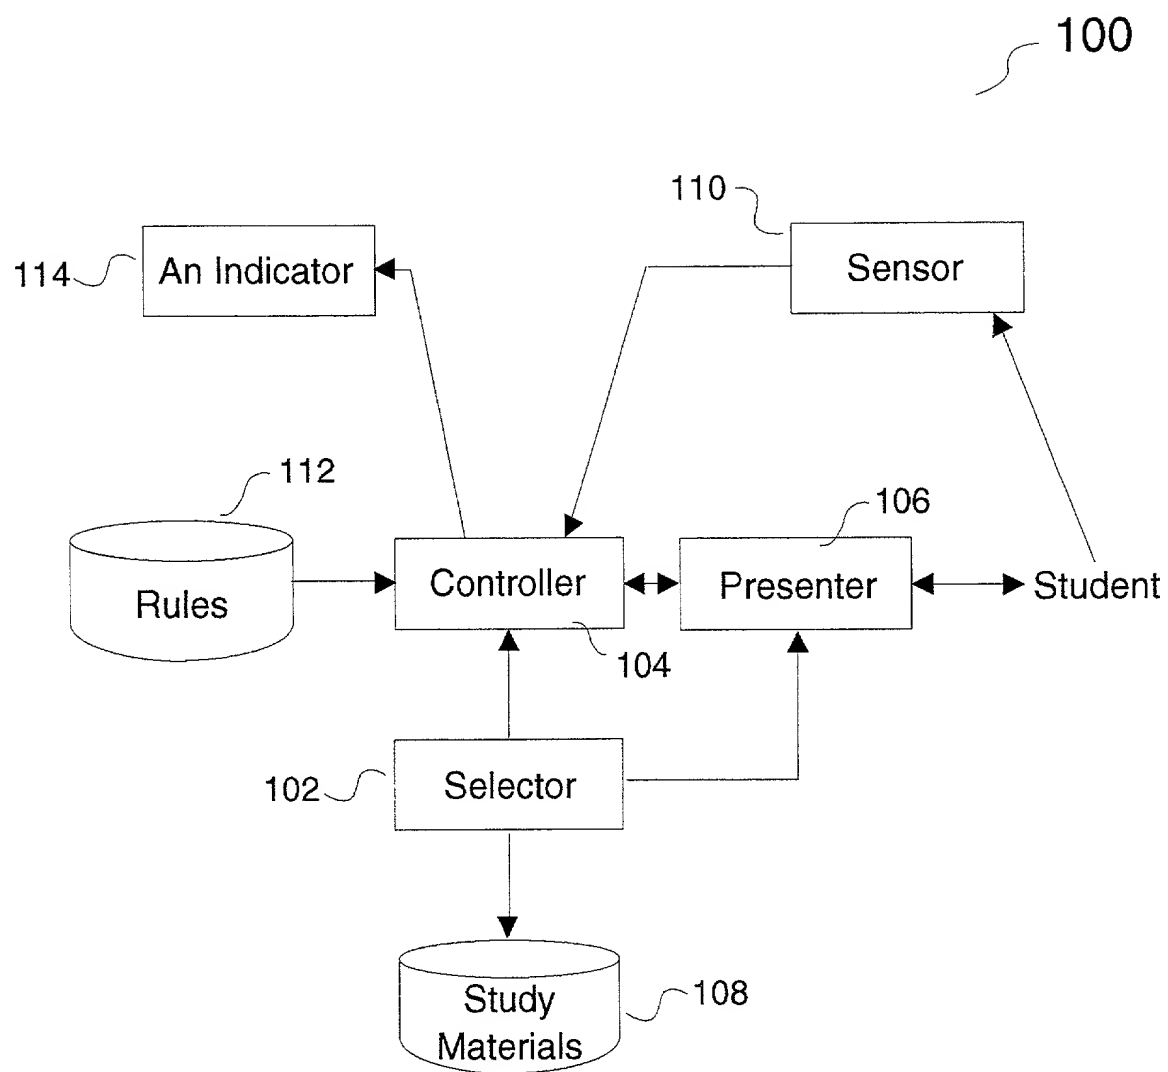 100
110
An Indicator
Sensor
114
112
106
Controller
Presenter
Student
Rules
104
102
Selector
Study
Materials
108